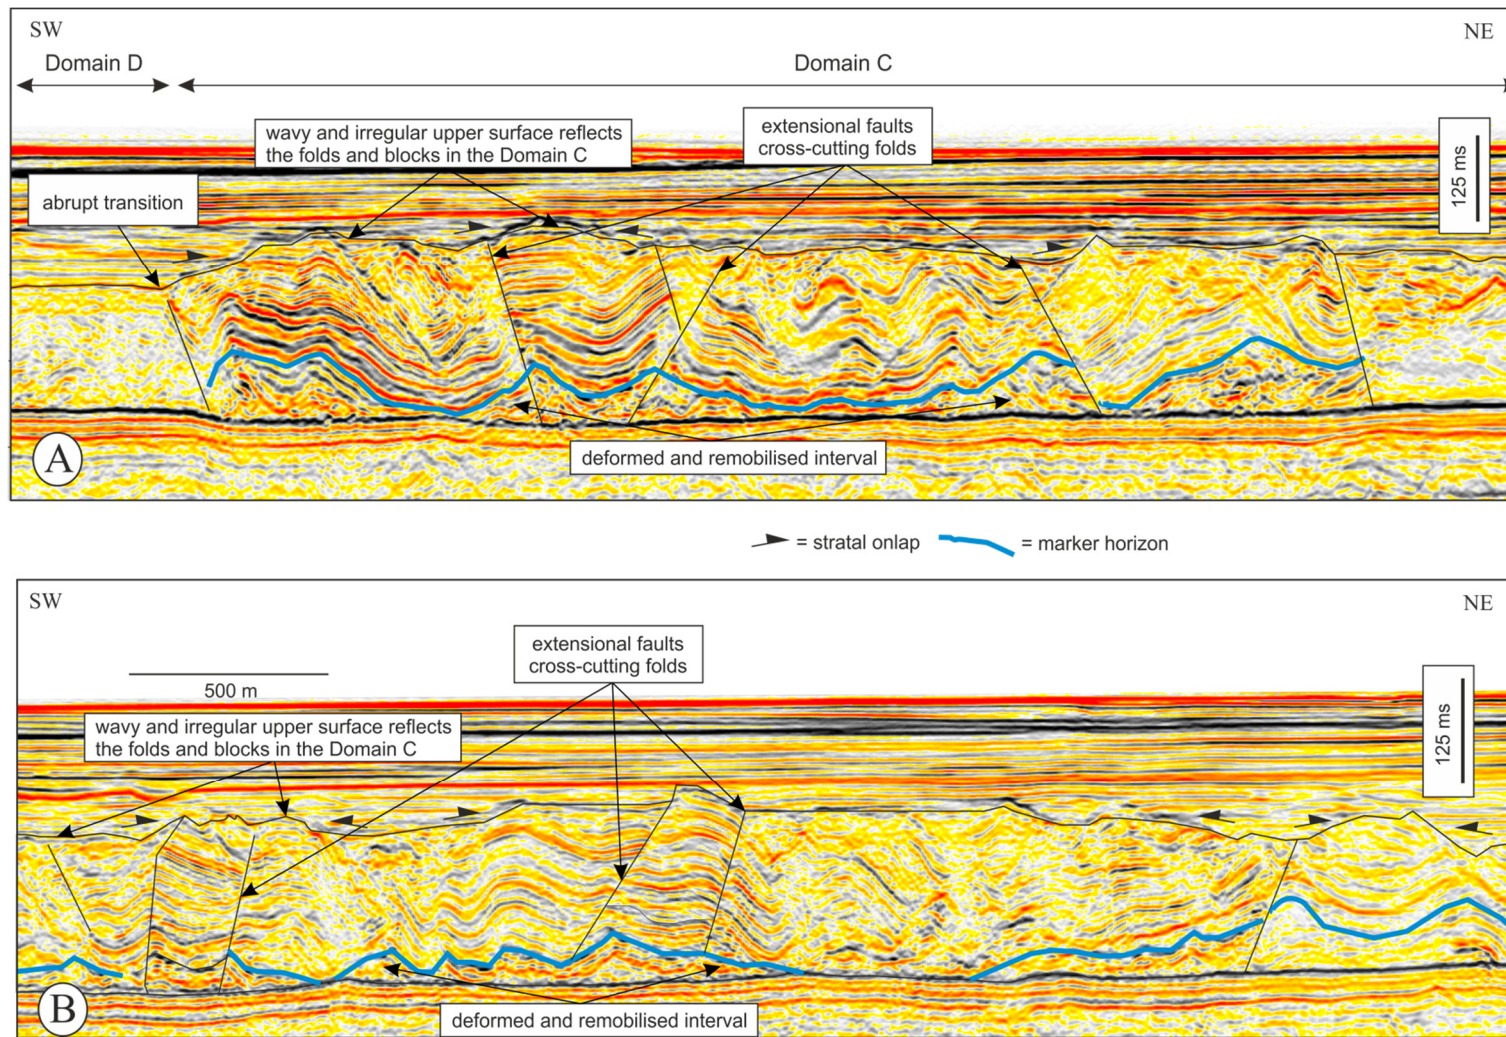 SW
NE
Domain D
Domain C
wavy and irregular upper surface reflects
the folds and blocks in the Domain C
extensional faults
cross-cutting folds
125 ms
abrupt transition
deformed and remobilised interval
A
= stratal onlap
= marker horizon
SW
NE
extensional faults
cross-cutting folds
500 m
125 ms
wavy and irregular upper surface reflects
the folds and blocks in the Domain C
deformed and remobilised interval
B